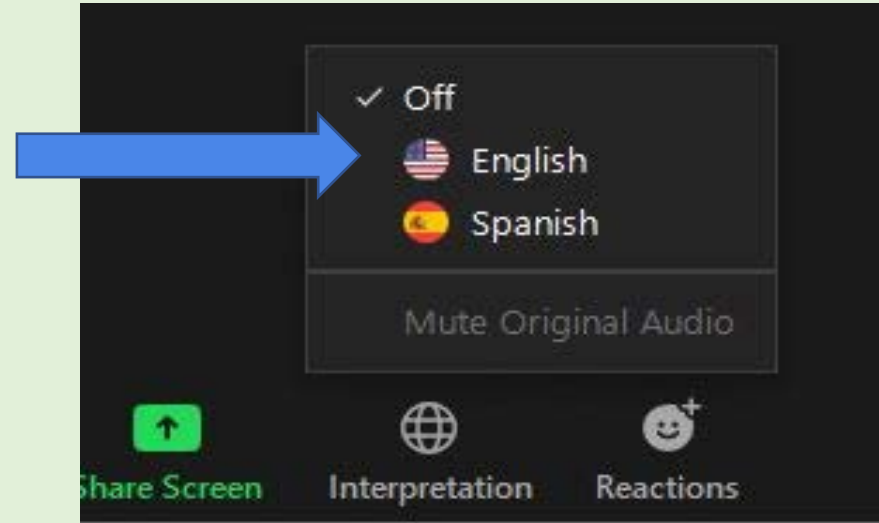 Off
English
Spanish
Mute Original Audio
Share Screen
Interpretation
Reactions